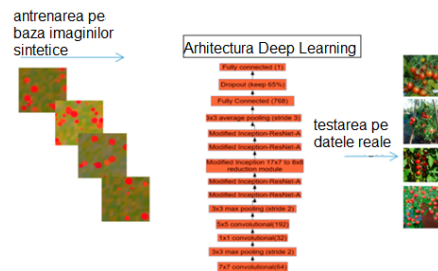 antrenarea pe
baza imaginilor
sintetice
Arhitectura Deep Learning
Fully connected (1)
Dropout (keep 65%)
Fully Connected (768)
3x3 average pooling (stride 3)
Modified Inception-ResNet-A
Modified Inception-ResNet-A
Modified Inception 17x7 to 8x8
reduction module
Modified Inception-ResNet-A
Modified Inception-ResNet-A
3x3 max pooling (stride 2)
5x5 convolutional(192)
1x1 convolutional(32)
3x3 max pooling (stride 2)
7x7 convolutional(64)
testarea pe
datele reale